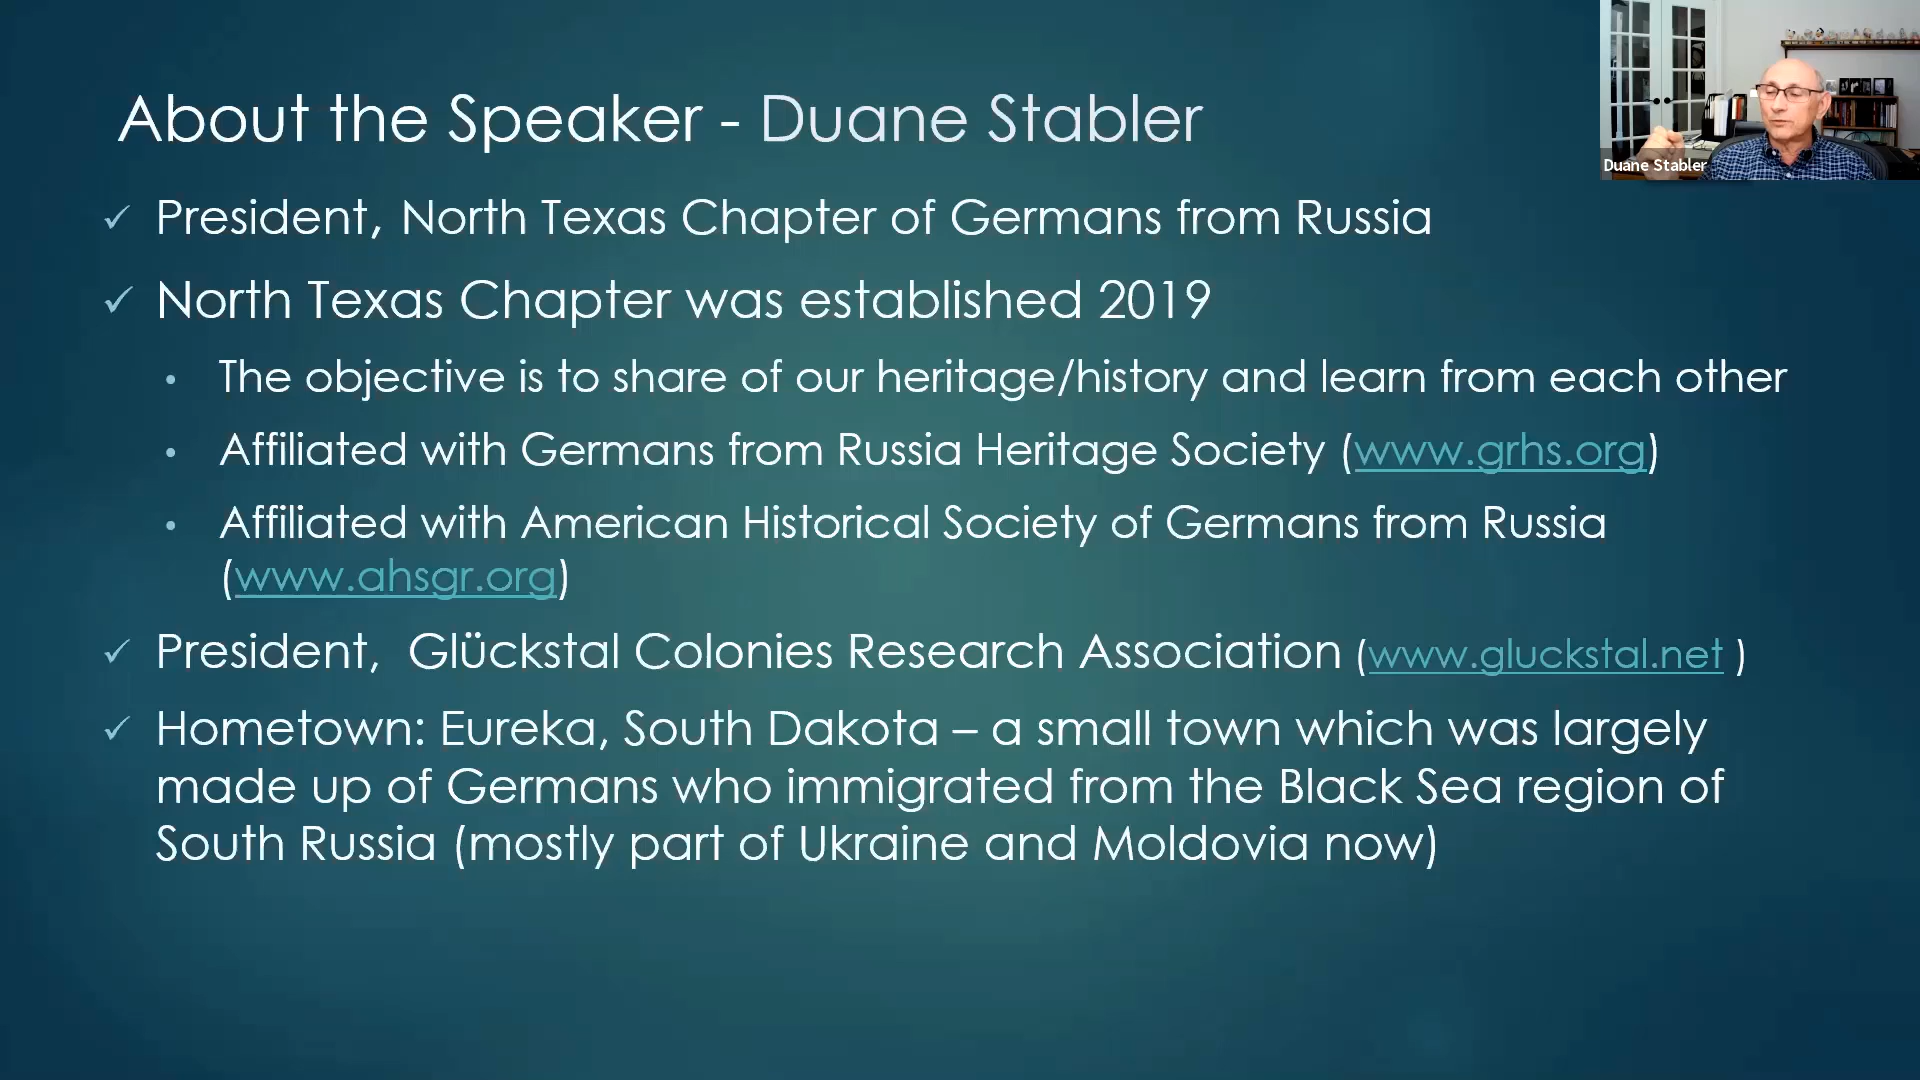 About the Speaker - Duane Stabler
Duane Stabler
✓ President, North Texas Chapter of Germans from Russia
✓ North Texas Chapter was established 2019
• The objective is to share of our heritage/history and learn from each other
• Affiliated with Germans from Russia Heritage Society (www.grhs.org)
• Affiliated with American Historical Society of Germans from Russia
(www.ahsgr.org)
✓ President, Glückstal Colonies Research Association (www.gluckstal.net )
✓ Hometown: Eureka, South Dakota – a small town which was largely
made up of Germans who immigrated from the Black Sea region of
South Russia (mostly part of Ukraine and Moldovia now)